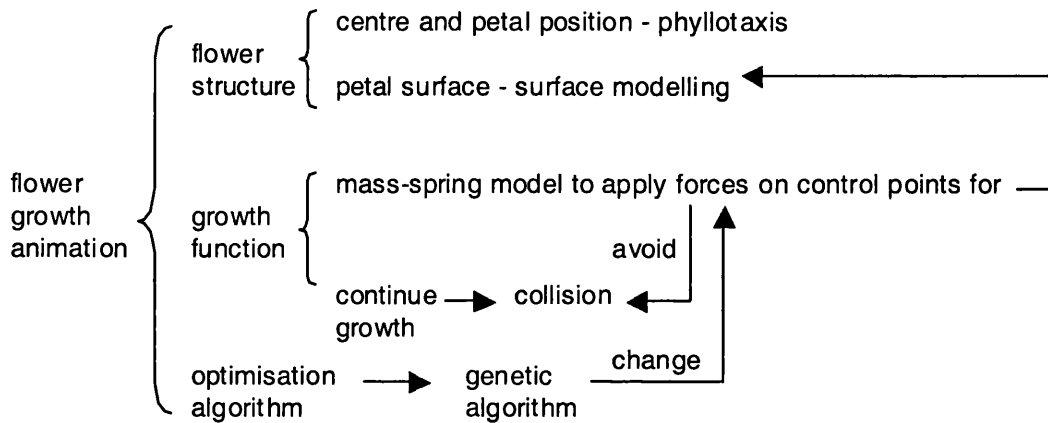 centre and petal position - phyllotaxis
flower
structure
petal surface - surface modelling
flower
growth
animation
mass-spring model to apply forces on control points for
growth
function
avoid
continue
growth
collision
change
optimisation
algorithm
genetic
algorithm